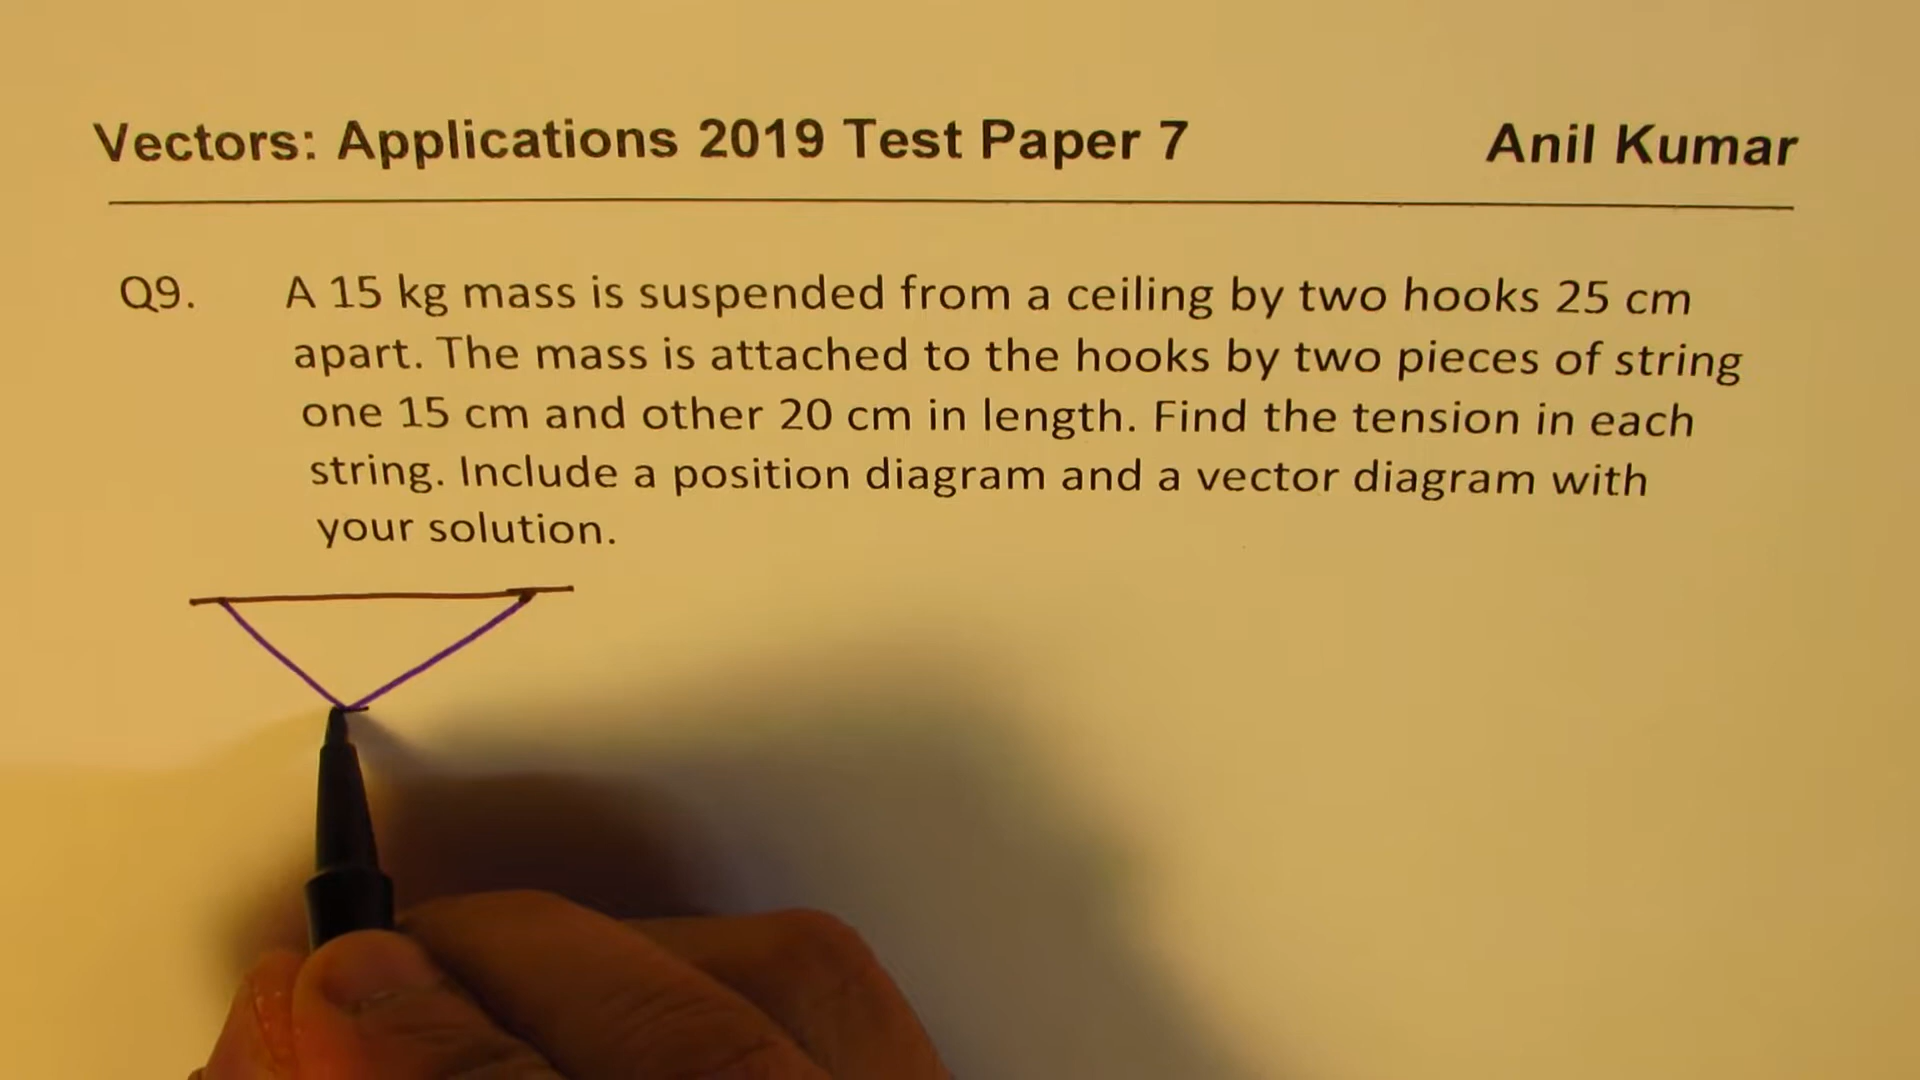 Vectors: Applications 2019 Test Paper 7 Anil Kumar
Q9. A 15 kg mass is suspended from a ceiling by two hooks 25 cm
apart. The mass is attached to the hooks by two pieces of string
one 15 cm and other 20 cm in length. Find the tension in each
string. Include a position diagram and a vector diagram with
your solution.